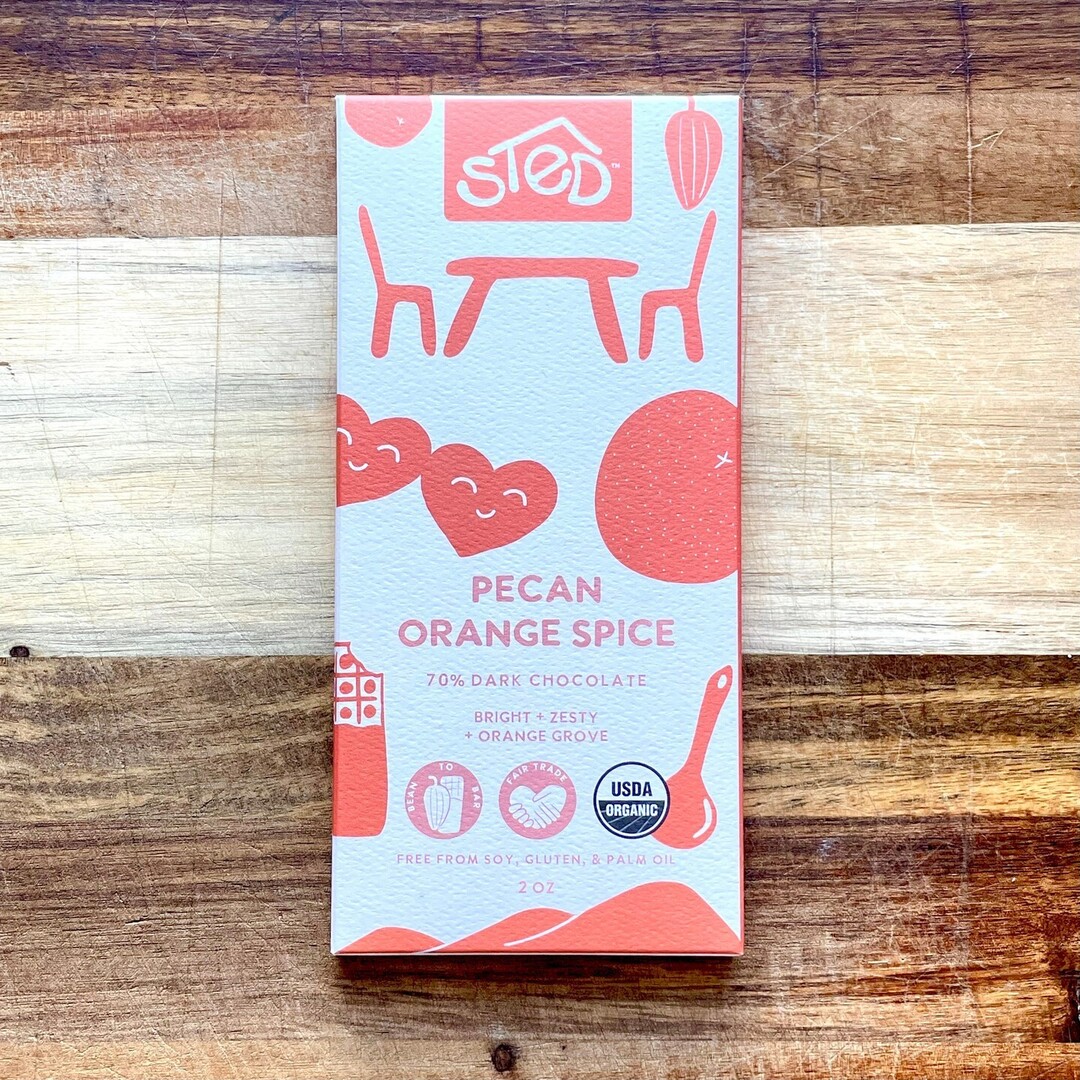 STED™
PECAN
ORANGE SPICE
70% DARK CHOCOLATE
BRIGHT + ZESTY
+ ORANGE GROVE
BEAN TO BAR
FAIR TRADE
USDA
ORGANIC
FREE FROM SOY, GLUTEN, & PALM OIL
2 OZ